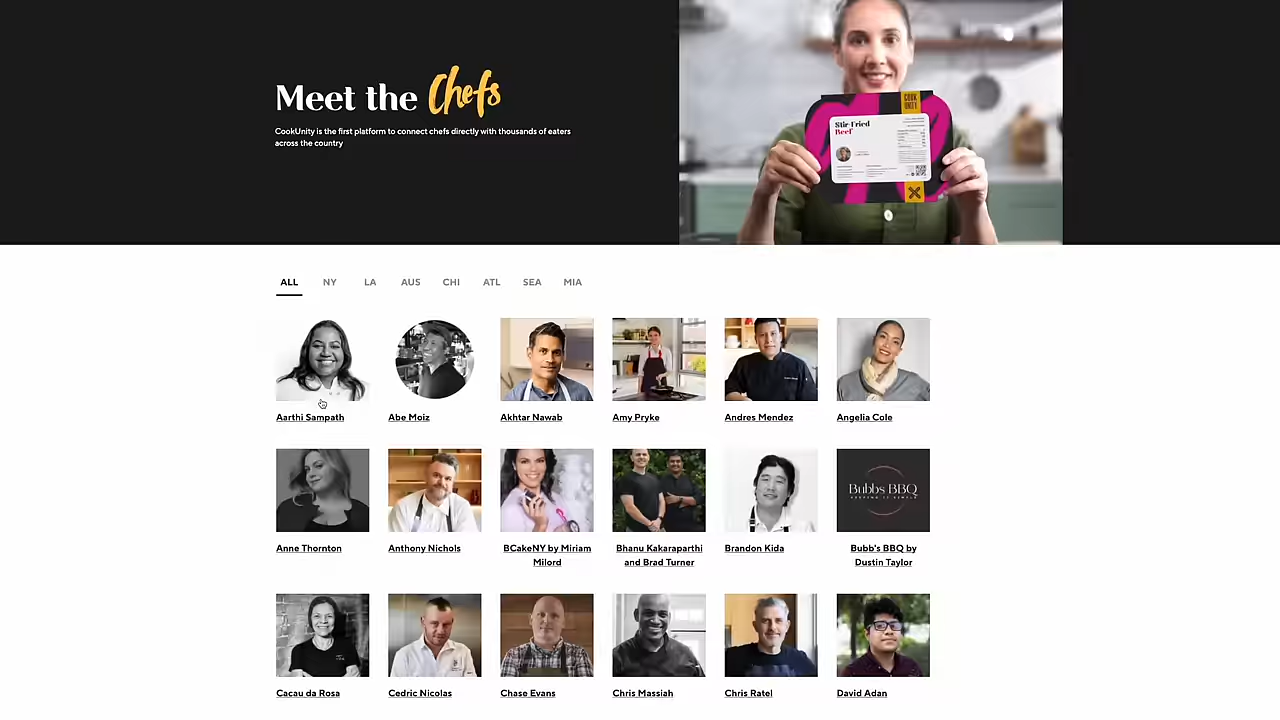 Meet the Chefs
CookUnity is the first platform to connect chefs directly with thousands of eaters
across the country
COOK
UNITY
Stir-Fried
Beef
ALL NY LA AUS CHI ATL SEA MIA
Aarthi Sampath
Abe Moiz
Akhtar Nawab
Amy Pryke
Andres Mendez
Angelia Cole
Bubbs BBQ
Anne Thornton
Anthony Nichols
BCakeNY by Miriam
Milord
Bhanu Kakaraparthi
and Brad Turner
Brandon Kida
Bubb's BBQ by
Dustin Taylor
Cacau da Rosa
Cedric Nicolas
Chase Evans
Chris Massiah
Chris Ratel
David Adan